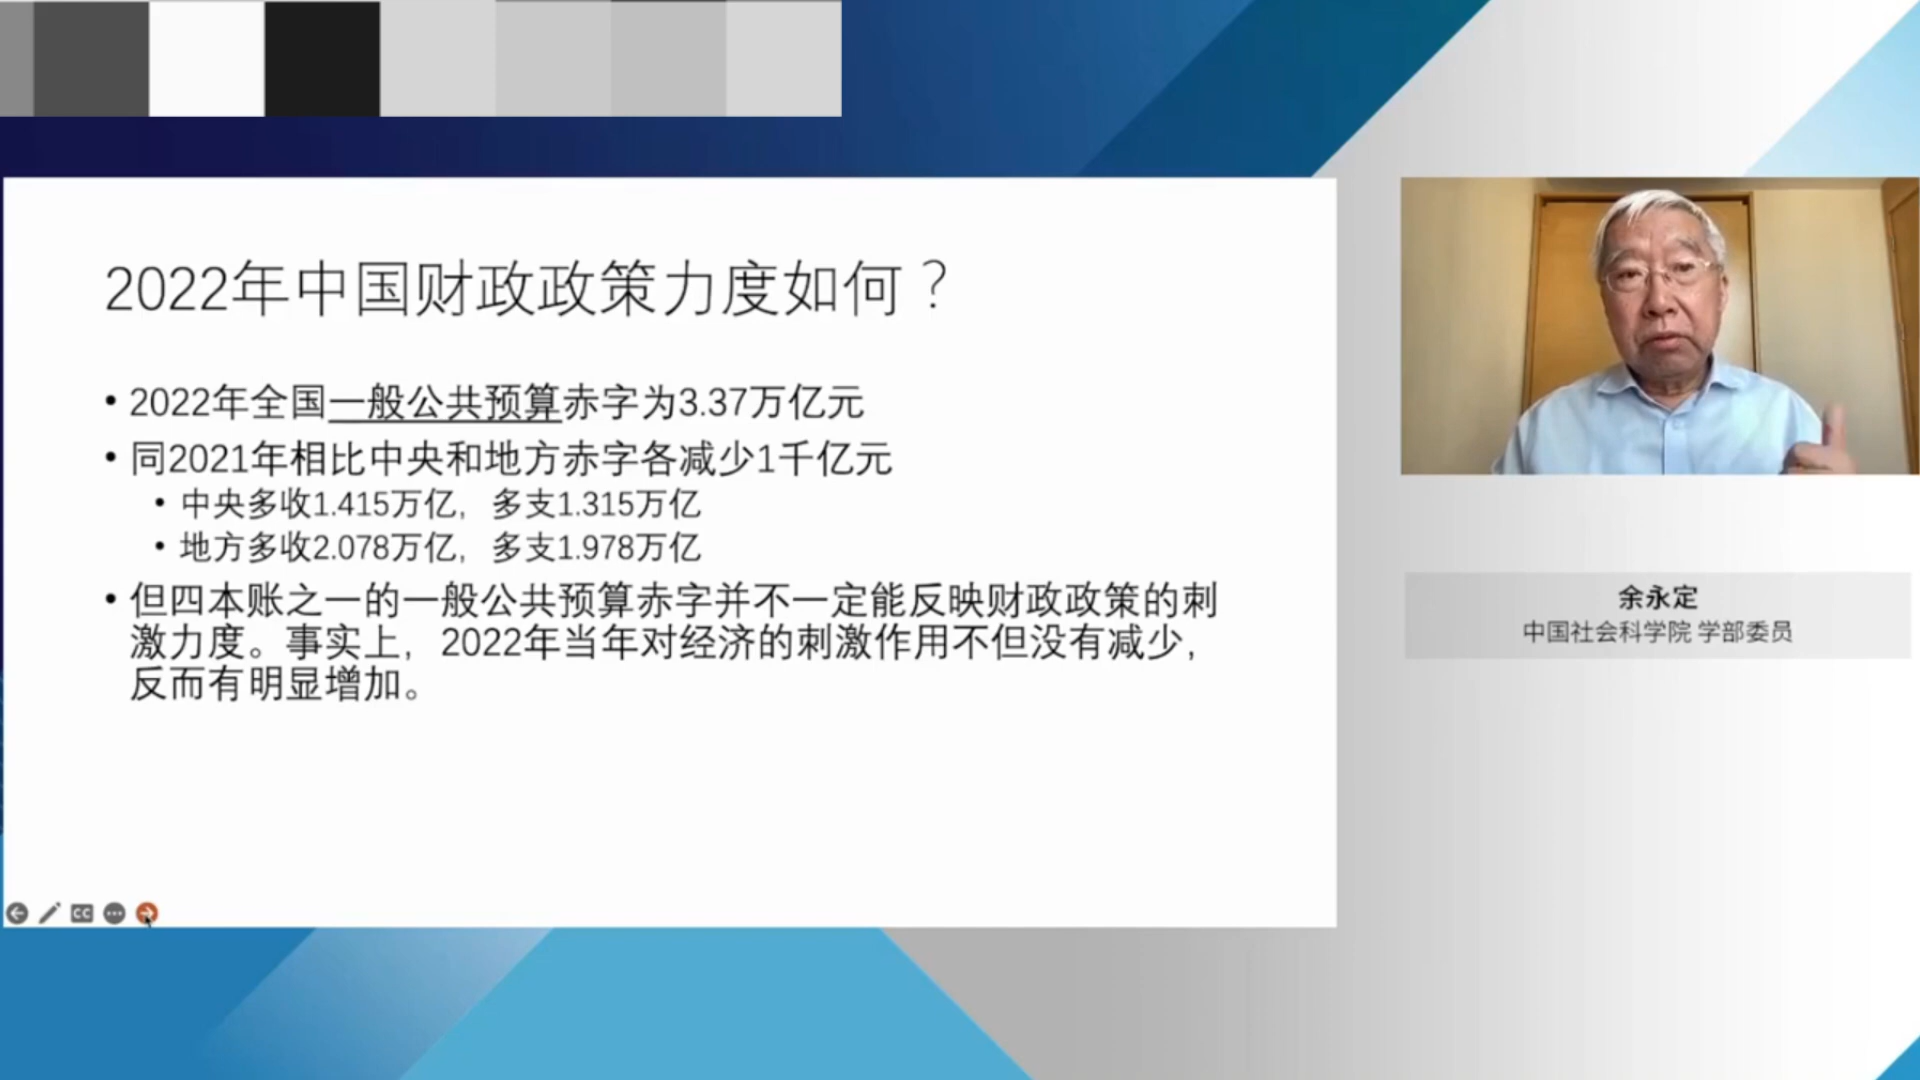 2022年中国财政政策力度如何？
• 2022年全国一般公共预算赤字为3.37万亿元
• 同2021年相比中央和地方赤字各减少1千亿元
• 中央多收1.415万亿，多支1.315万亿
• 地方多收2.078万亿，多支1.978万亿
• 但四本账之一的一般公共预算赤字并不一定能反映财政政策的刺
激力度。事实上，2022年当年对经济的刺激作用不但没有减少，
反而有明显增加。
CC
余永定
中国社会科学院 学部委员